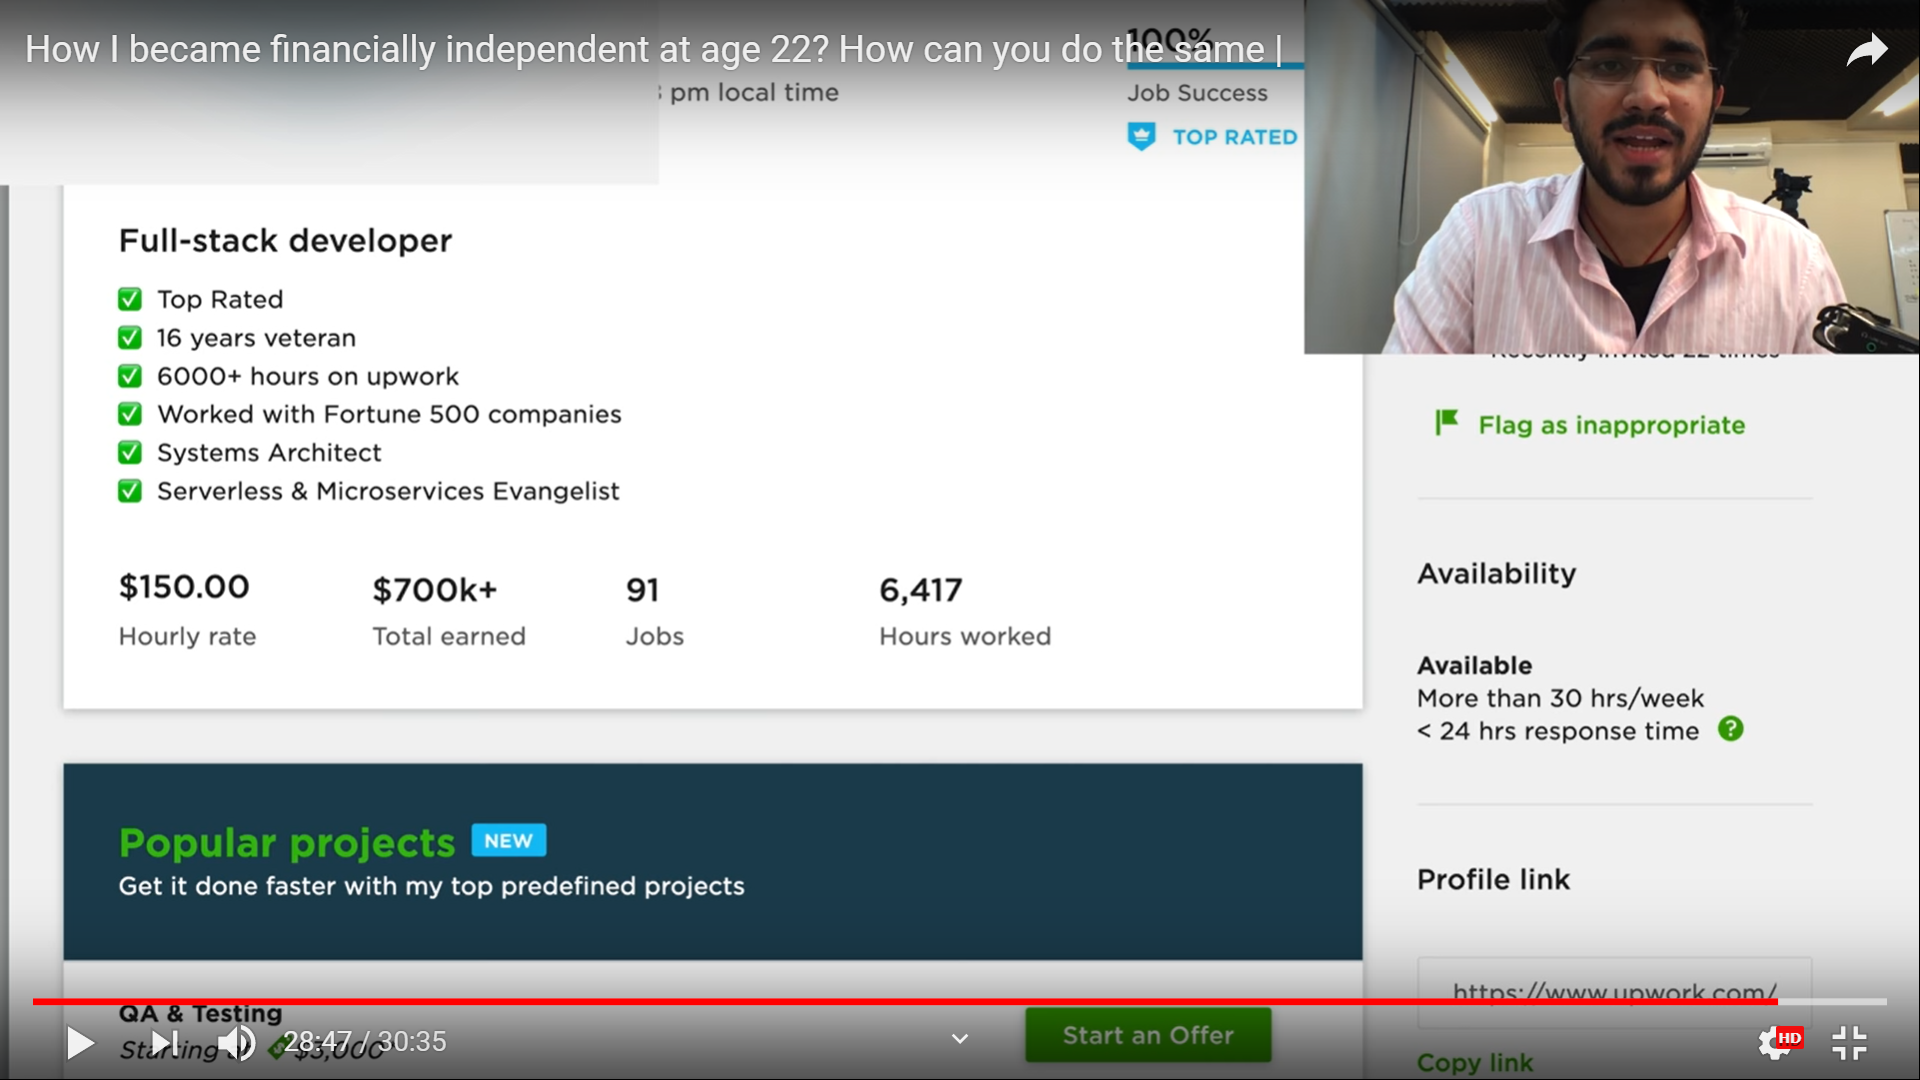 How I became financially independent at age 22? How can you do the same |
100%
pm local time
Job Success
TOP RATED
Full-stack developer
Top Rated
16 years veteran
6000+ hours on upwork
Worked with Fortune 500 companies
Systems Architect
Serverless & Microservices Evangelist
$150.00
Hourly rate
$700k+
Total earned
91
Jobs
6,417
Hours worked
Recently invited 22 times
Flag as inappropriate
Availability
Available
More than 30 hrs/week
< 24 hrs response time
Popular projects NEW
Get it done faster with my top predefined projects
Profile link
https://www.upwork.com/
QA & Testing
Starting at $3,000
28:47 / 30:35
Start an Offer
HD
Copy link